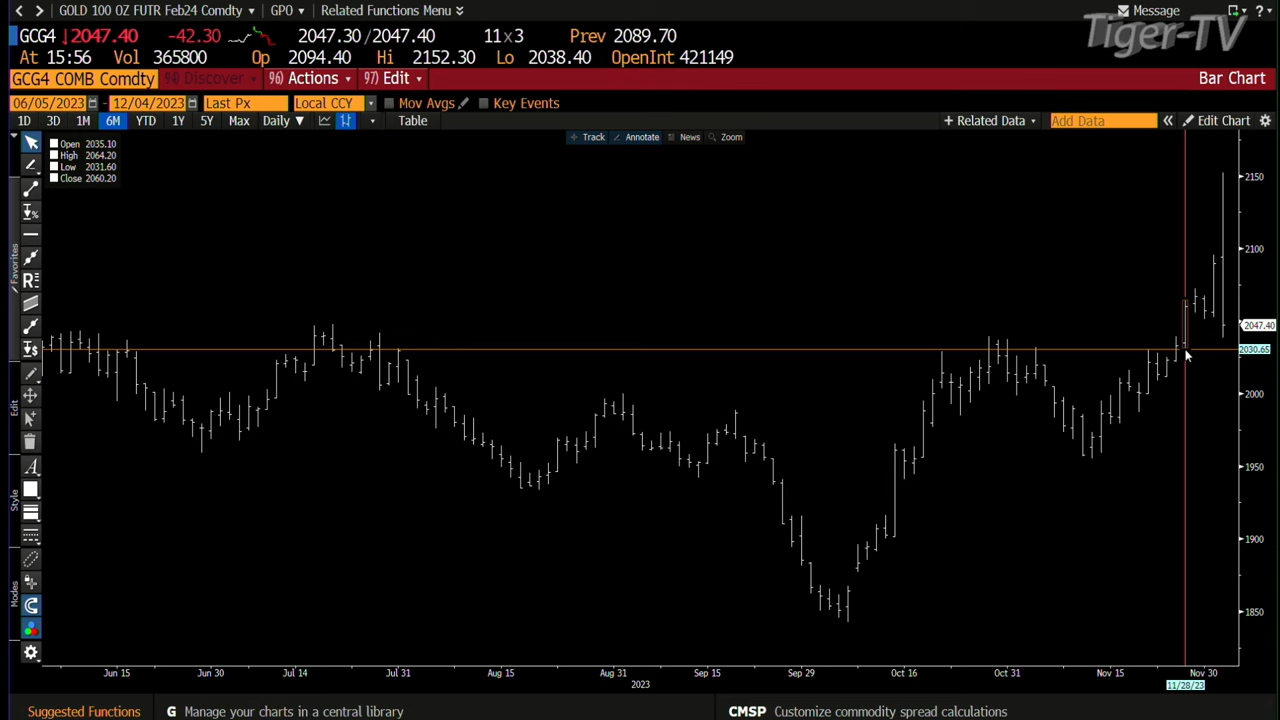 GOLD 100 OZ FUTR Feb24 Comdty GPO Related Functions Menu Message
Tiger-TV
GCG4 ↓2047.40 -42.30 2047.30/2047.40 11x3 Prev 2089.70
At 15:56 Vol 365800 Op 2094.40 Hi 2152.30 Lo 2038.40 OpenInt 421149
GCG4 COMB Comdty 94) Discover 96) Actions 97) Edit Bar Chart
06/05/2023 - 12/04/2023 Last Px Local CCY Mov Avgs Key Events
1D 3D 1M 6M YTD 1Y 5Y Max Daily ▼ Table + Related Data Add Data « Edit Chart
Track Annotate News Zoom
Open 2035.10
High 2064.20
Low 2031.60
Close 2060.20
Favorites
Edit
Style
Modes
2150
2100
2047.40
2030.65
2000
1950
1900
1850
Jun 15 Jun 30 Jul 14 Jul 31 Aug 15 Aug 31 Sep 15 Sep 29 Oct 16 Oct 31 Nov 15 Nov 30
2023 11/28/23
Suggested Functions G Manage your charts in a central library CMSP Customize commodity spread calculations